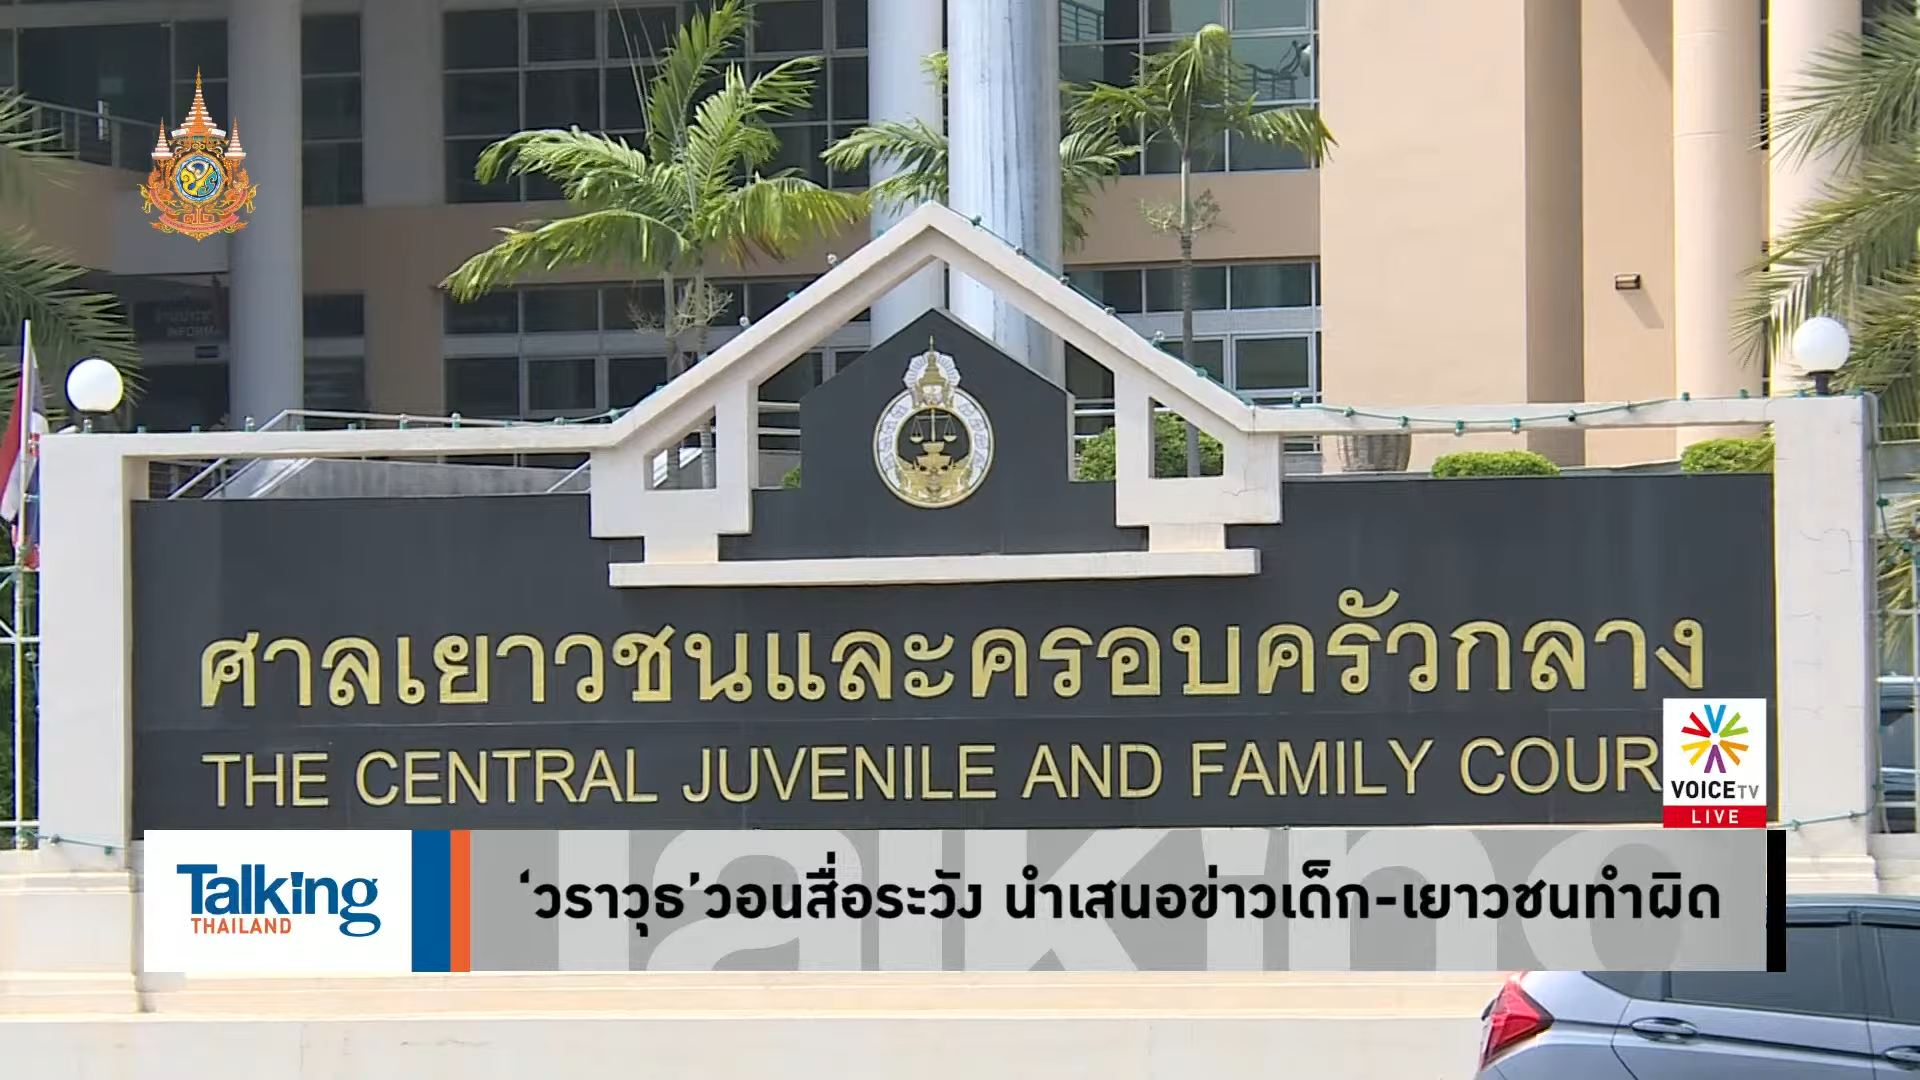 ศาลเยาวชนและครอบครัวกลาง
THE CENTRAL JUVENILE AND FAMILY COUR
VOICE TV
LIVE
Talking
THAILAND
‘วราวุธ’วอนสื่อระวัง นำเสนอข่าวเด็ก-เยาวชนทำผิด